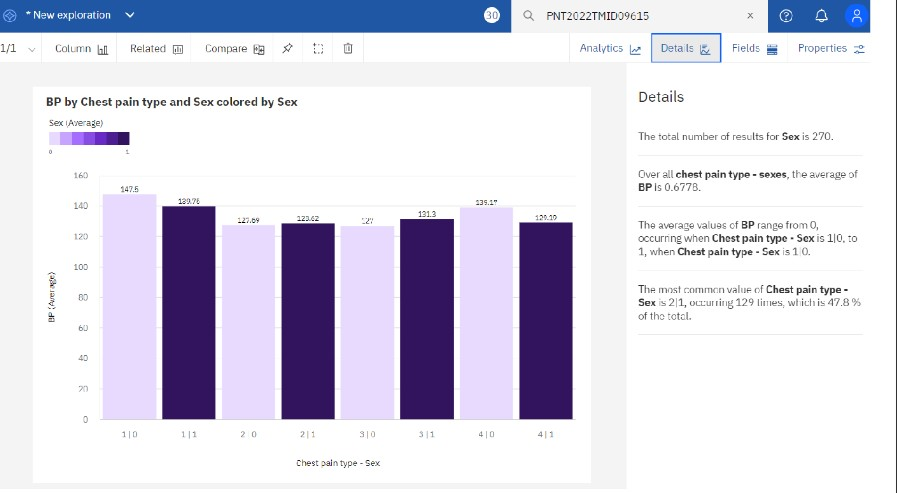 * New exploration
30
PNT2022TMID09615
x
1/1
Column
Related
Compare
Analytics
Details
Fields
Properties
BP by Chest pain type and Sex colored by Sex
Sex (Average)
0
1
160
140
120
100
80
60
40
20
0
BP (Average)
147.5
139.76
127.69
128.62
127
131.3
139.17
129.19
1|0
1|1
2 0
2|1
3|0
3|1
4|0
4|1
Chest pain type - Sex
Details
The total number of results for Sex is 270.
Over all chest pain type - sexes, the average of
BP is 0.6778.
The average values of BP range from 0,
occurring when Chest pain type - Sex is 1|0, to
1, when Chest pain type - Sex is 1|0.
The most common value of Chest pain type -
Sex is 2|1, occurring 129 times, which is 47.8 %
of the total.